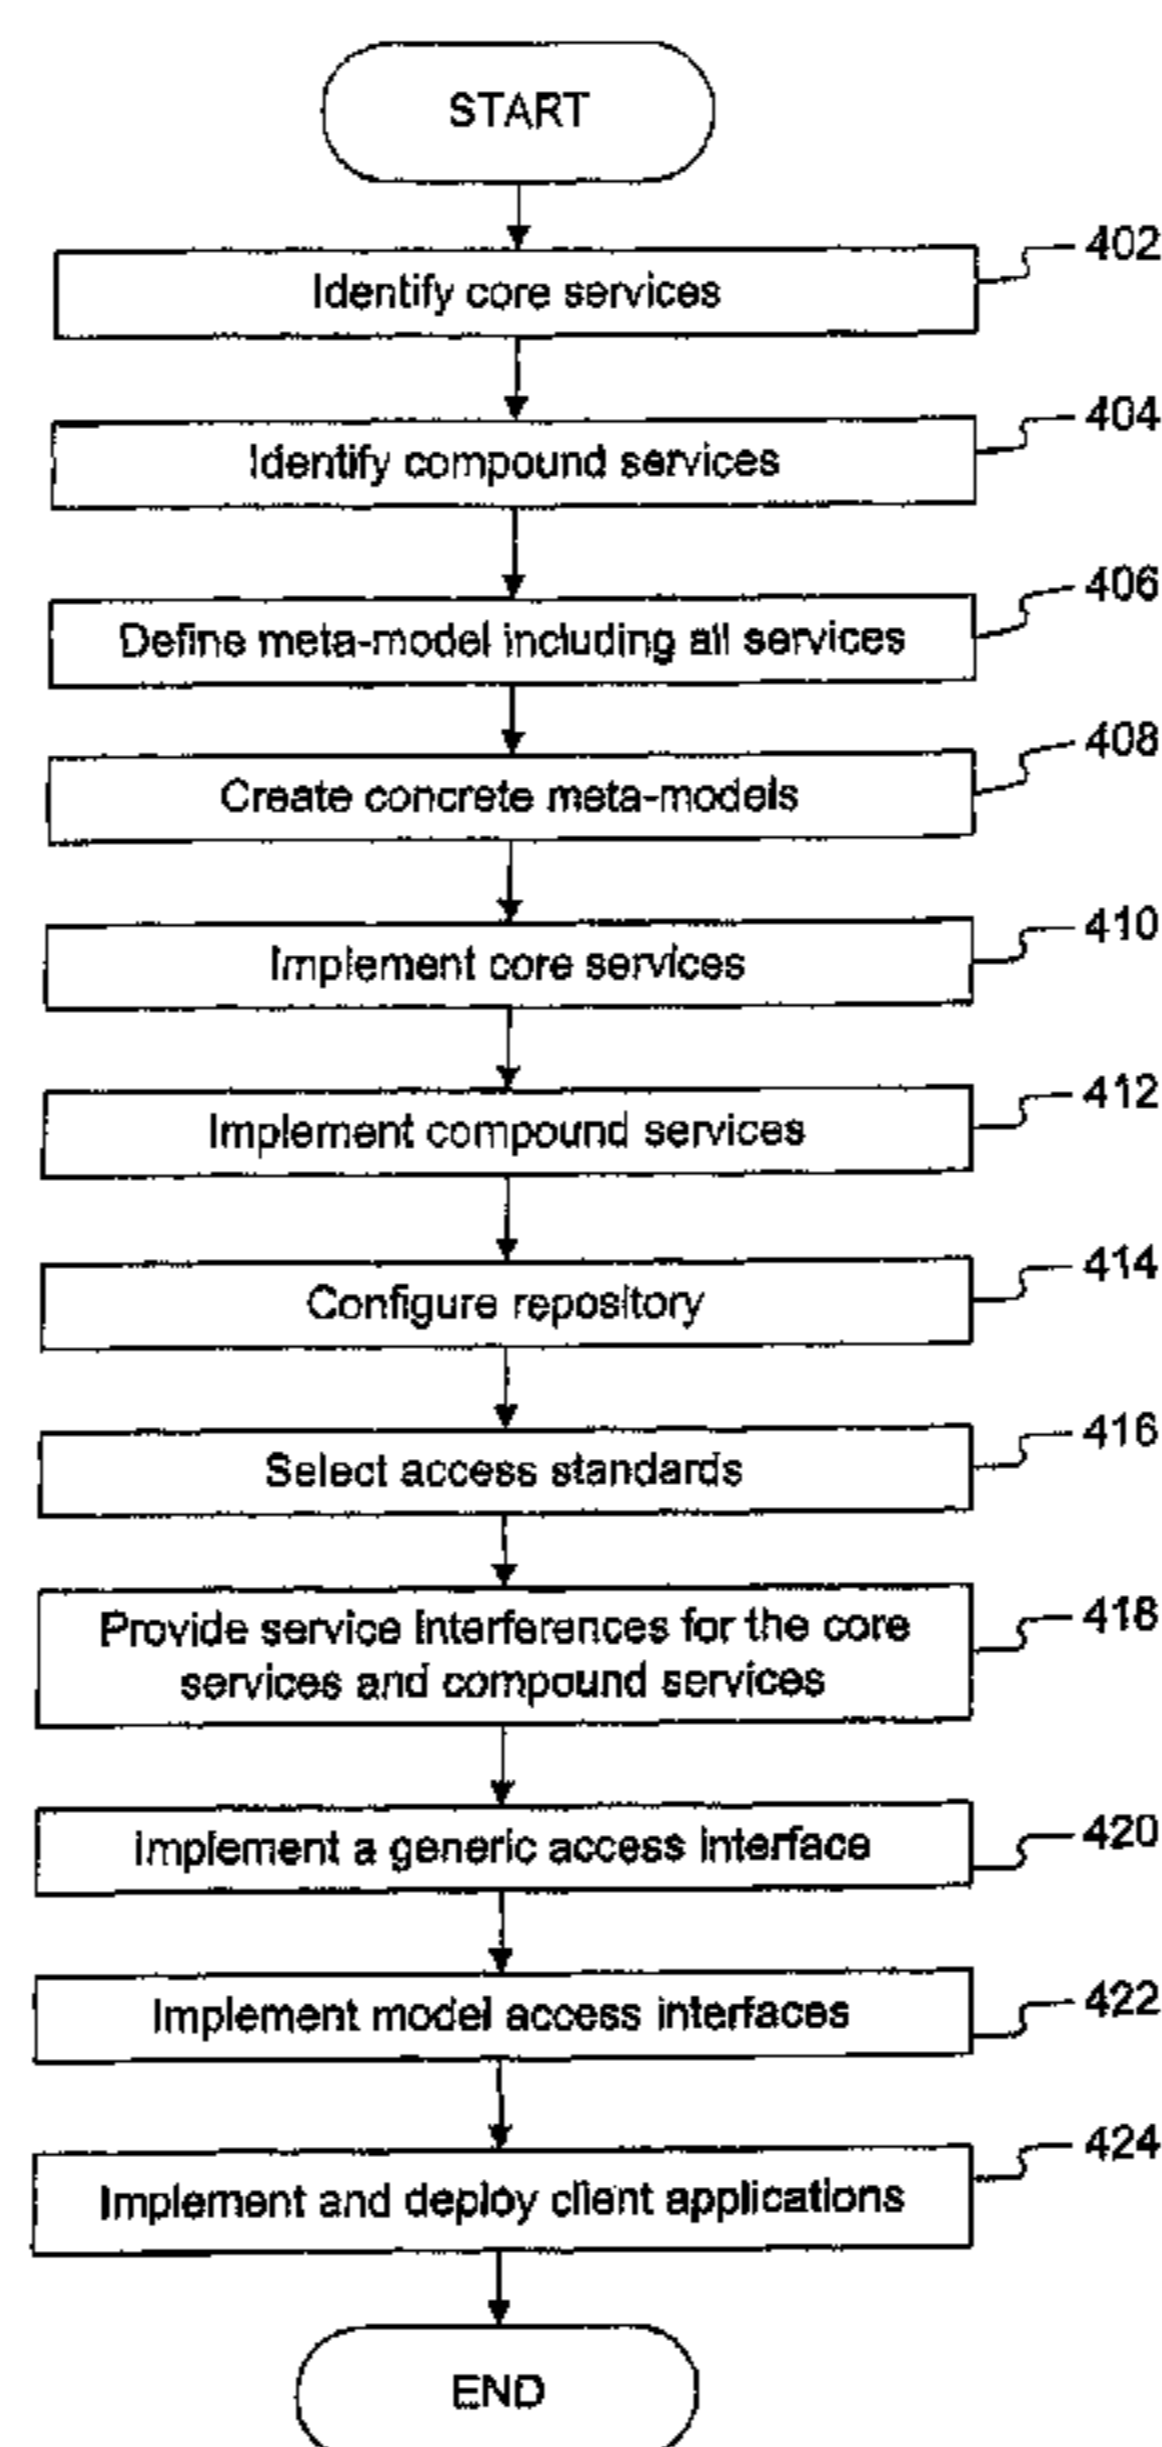 START
Identify core services
402
Identify compound services
404
Define meta-model including all services
406
Create concrete meta-models
408
Implement core services
410
Implement compound services
412
Configure repository
414
Select access standards
416
Provide service Interferences for the core
services and compound services
418
Implement a generic access interface
420
Implement model access interfaces
422
Implement and deploy client applications
424
END